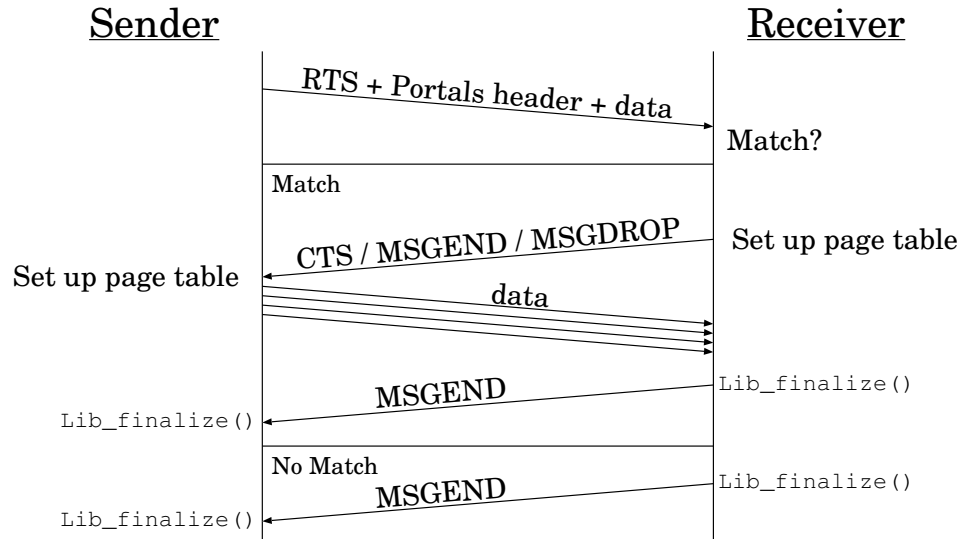 Sender
Receiver
RTS + Portals header + data
Match?
Match
CTS / MSGEND / MSGDROP
Set up page table
Set up page table
data
MSGEND
Lib_finalize()
Lib_finalize()
No Match
MSGEND
Lib_finalize()
Lib_finalize()